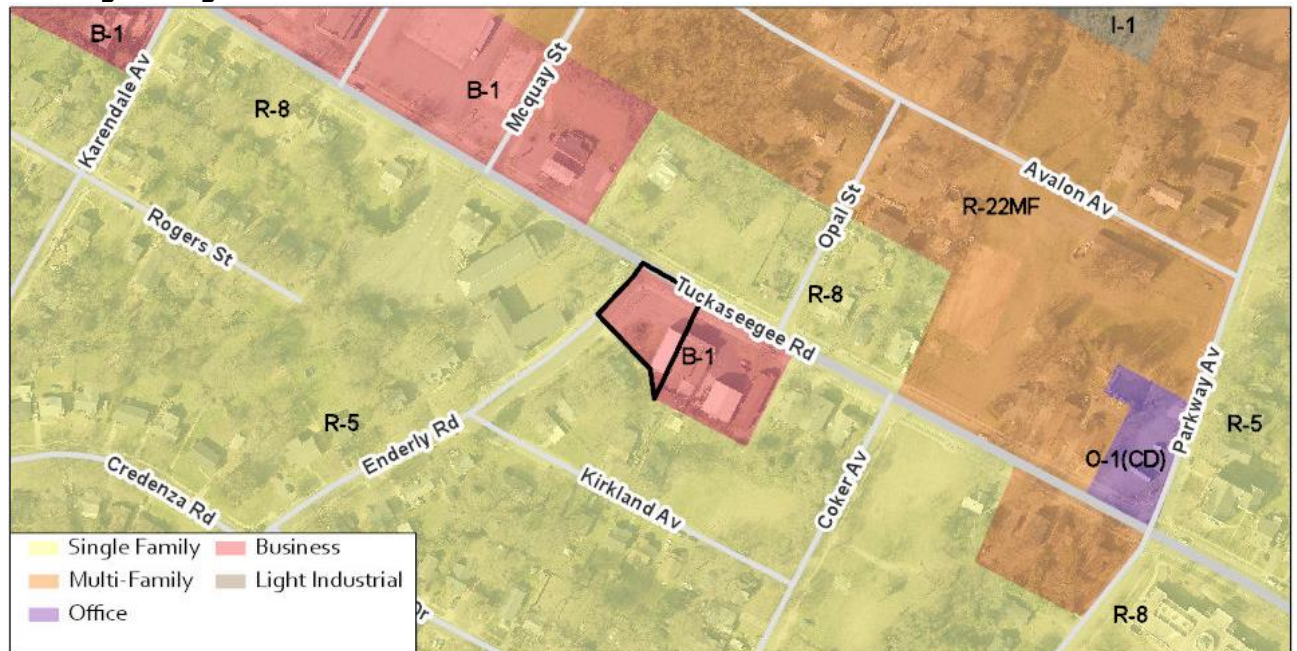 B-1
I-1
Karendale Av
R-8
B-1
Mcquay St
Avalon Av
R-22MF
Opal St
Rogers St
Tuckaseegee Rd
R-8
B-1
R-5
Enderly Rd
Credenza Rd
Kirkland Av
Coker Av
O-1(CD)
Parkway Av
R-5
R-8
Single Family
Business
Multi-Family
Light Industrial
Office